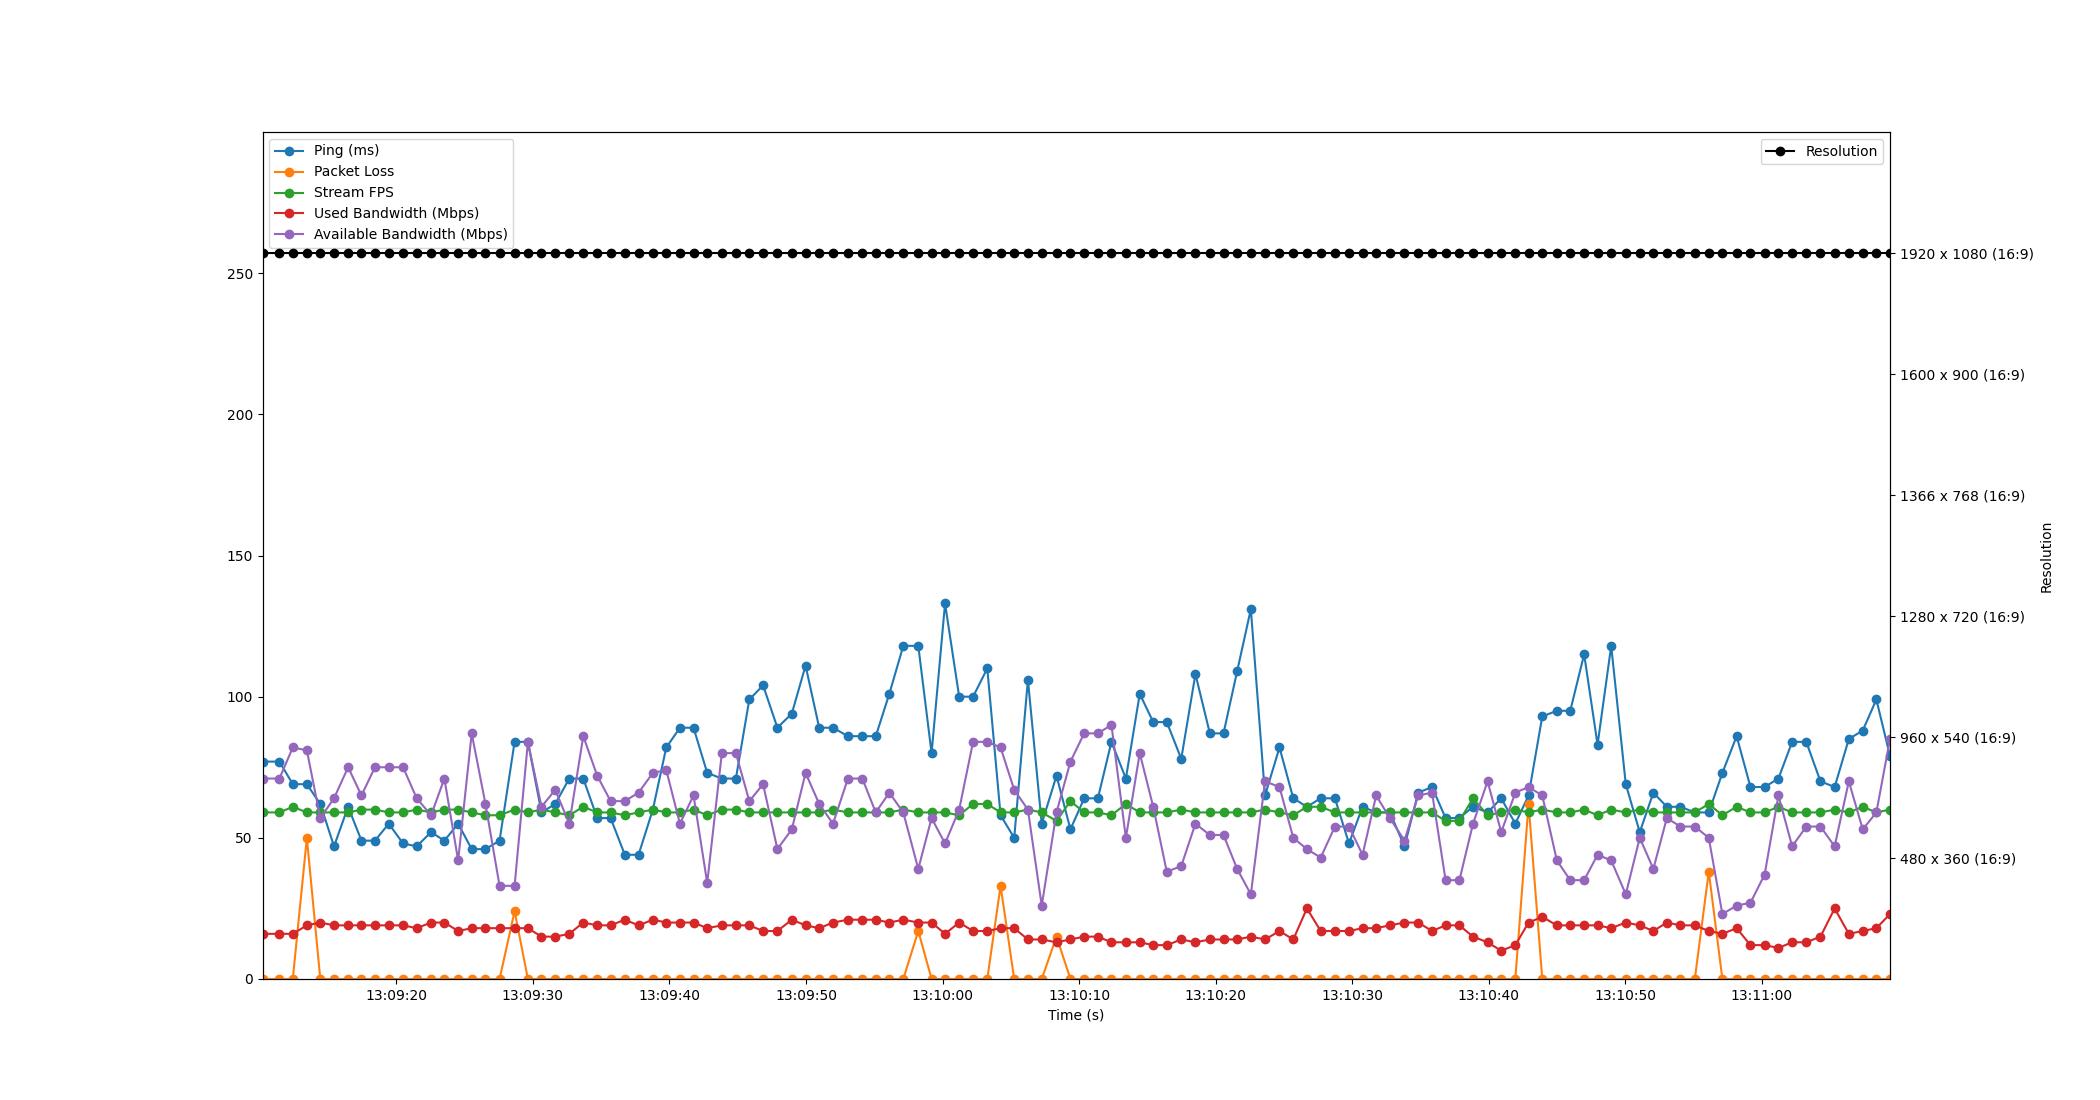 Ping (ms)
Packet Loss
Stream FPS
Used Bandwidth (Mbps)
Available Bandwidth (Mbps)
Resolution
250
200
150
100
50
0
1920 x 1080 (16:9)
1600 x 900 (16:9)
1366 x 768 (16:9)
1280 x 720 (16:9)
960 x 540 (16:9)
480 x 360 (16:9)
Resolution
13:09:20
13:09:30
13:09:40
13:09:50
13:10:00
13:10:10
13:10:20
13:10:30
13:10:40
13:10:50
13:11:00
Time (s)